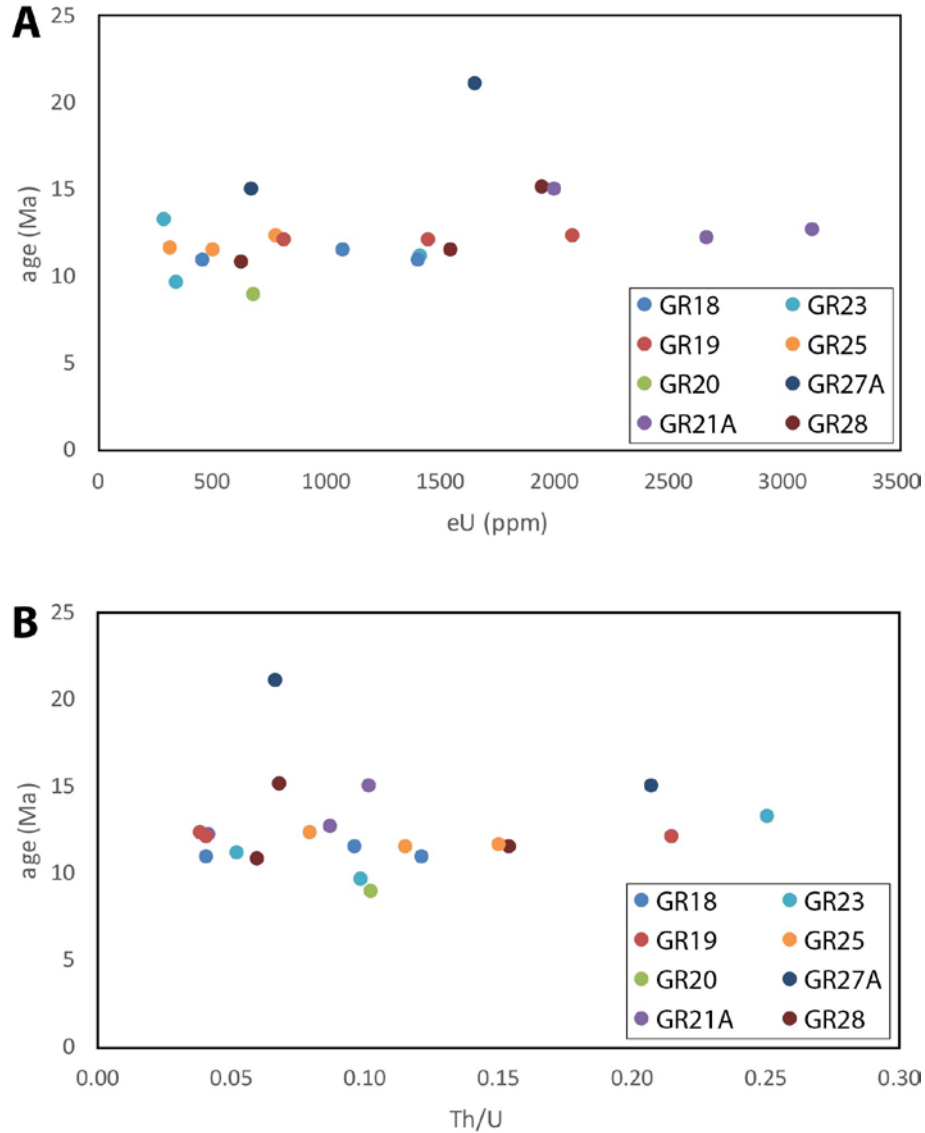 A
25
20
15
10
5
0
age (Ma)
0 500 1000 1500 2000 2500 3000 3500
eU (ppm)
GR18 GR23
GR19 GR25
GR20 GR27A
GR21A GR28
B
25
20
15
10
5
0
age (Ma)
0.00 0.05 0.10 0.15 0.20 0.25 0.30
Th/U
GR18 GR23
GR19 GR25
GR20 GR27A
GR21A GR28